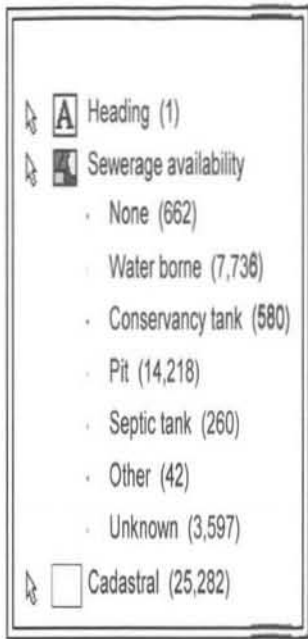 A Heading (1)
Sewerage availability
None (662)
Water borne (7,736)
Conservancy tank (580)
Pit (14,218)
Septic tank (260)
Other (42)
Unknown (3,597)
Cadastral (25,282)